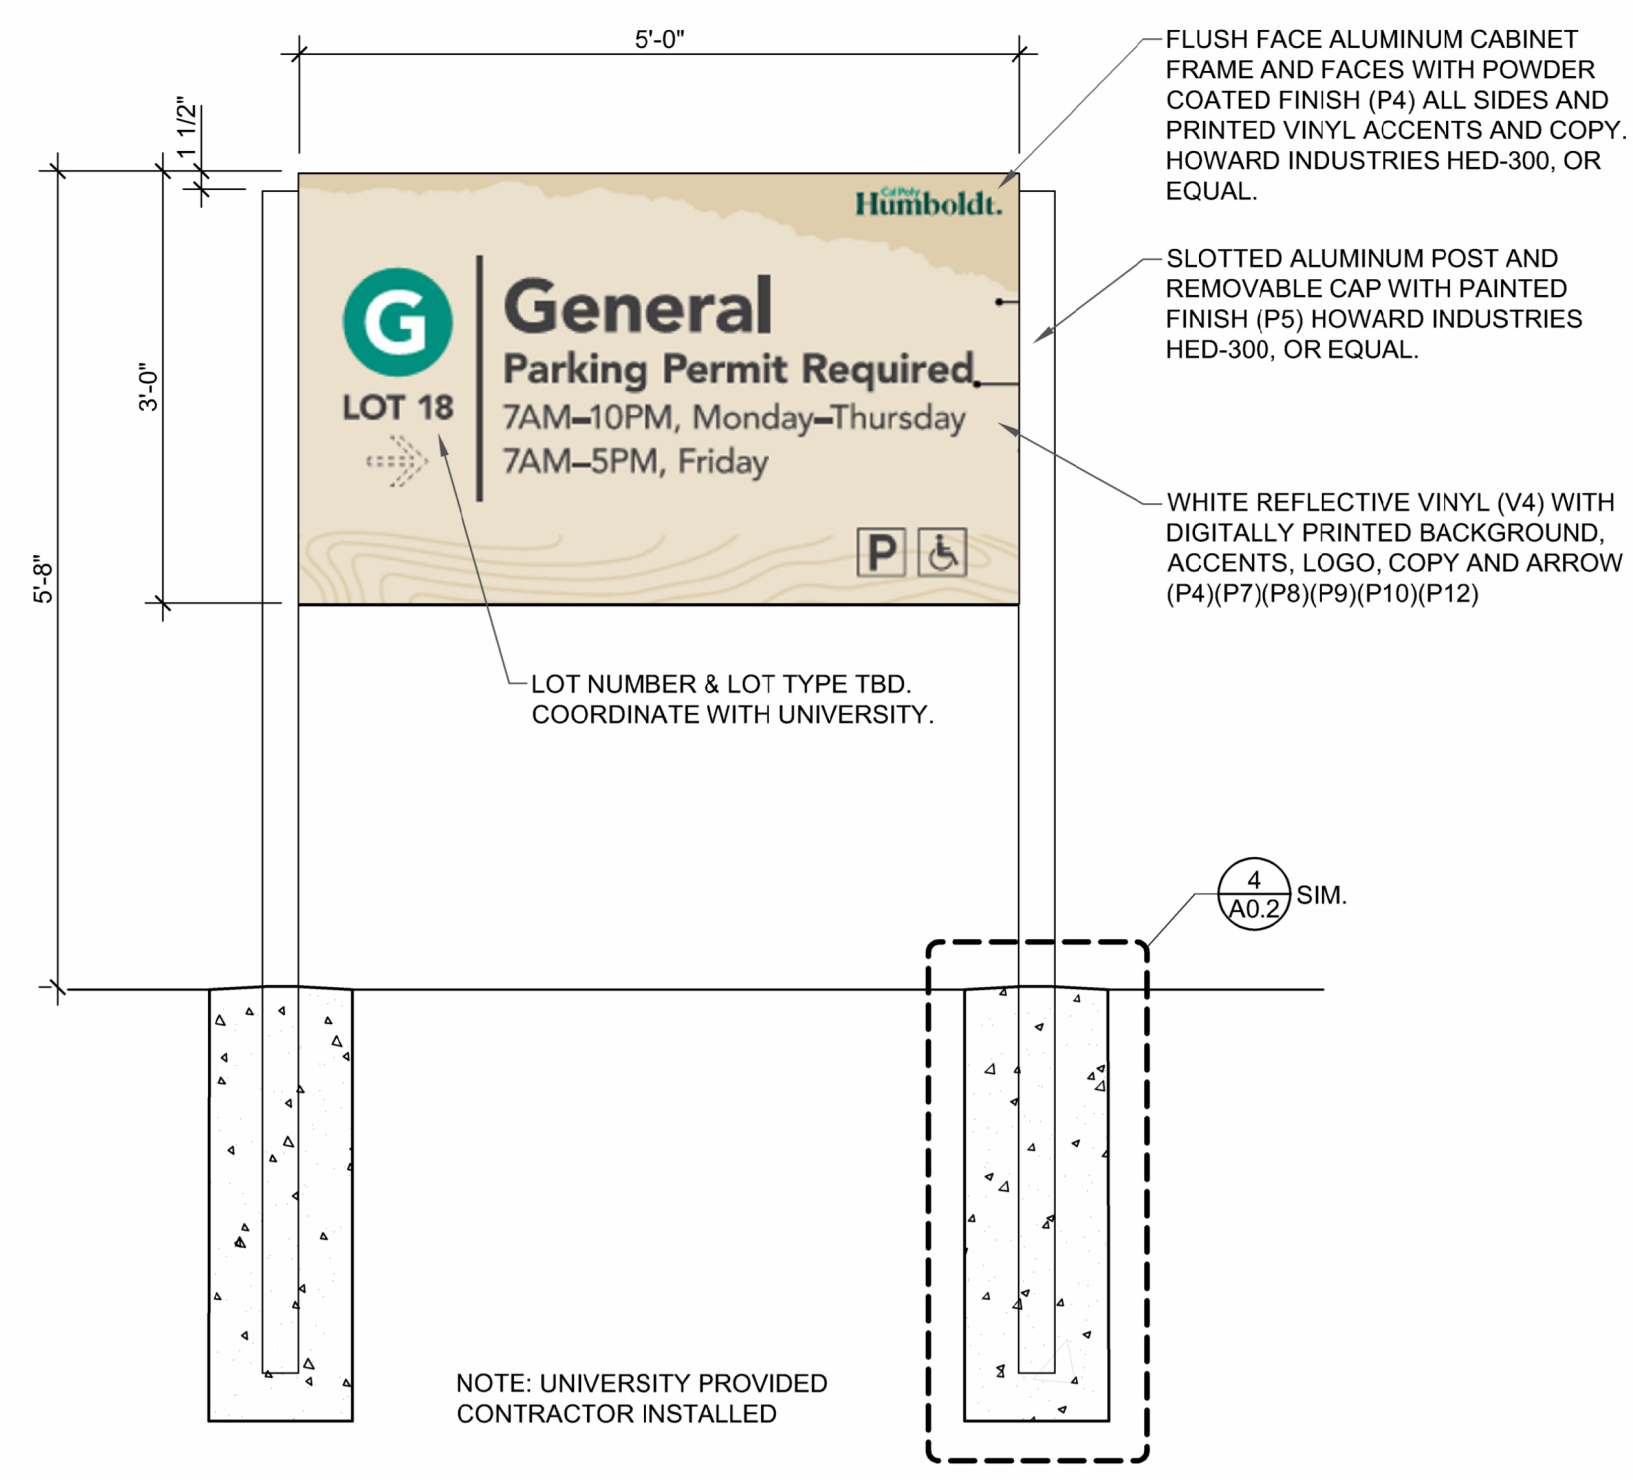 5'-0"
1 1/2"
3'-0"
5'-8"
Cal Poly
Humboldt.
G
LOT 18
General
Parking Permit Required
7AM–10PM, Monday–Thursday
7AM–5PM, Friday
P
FLUSH FACE ALUMINUM CABINET
FRAME AND FACES WITH POWDER
COATED FINISH (P4) ALL SIDES AND
PRINTED VINYL ACCENTS AND COPY.
HOWARD INDUSTRIES HED-300, OR
EQUAL.
SLOTTED ALUMINUM POST AND
REMOVABLE CAP WITH PAINTED
FINISH (P5) HOWARD INDUSTRIES
HED-300, OR EQUAL.
WHITE REFLECTIVE VINYL (V4) WITH
DIGITALLY PRINTED BACKGROUND,
ACCENTS, LOGO, COPY AND ARROW
(P4)(P7)(P8)(P9)(P10)(P12)
LOT NUMBER & LOT TYPE TBD.
COORDINATE WITH UNIVERSITY.
4
A0.2
SIM.
NOTE: UNIVERSITY PROVIDED
CONTRACTOR INSTALLED